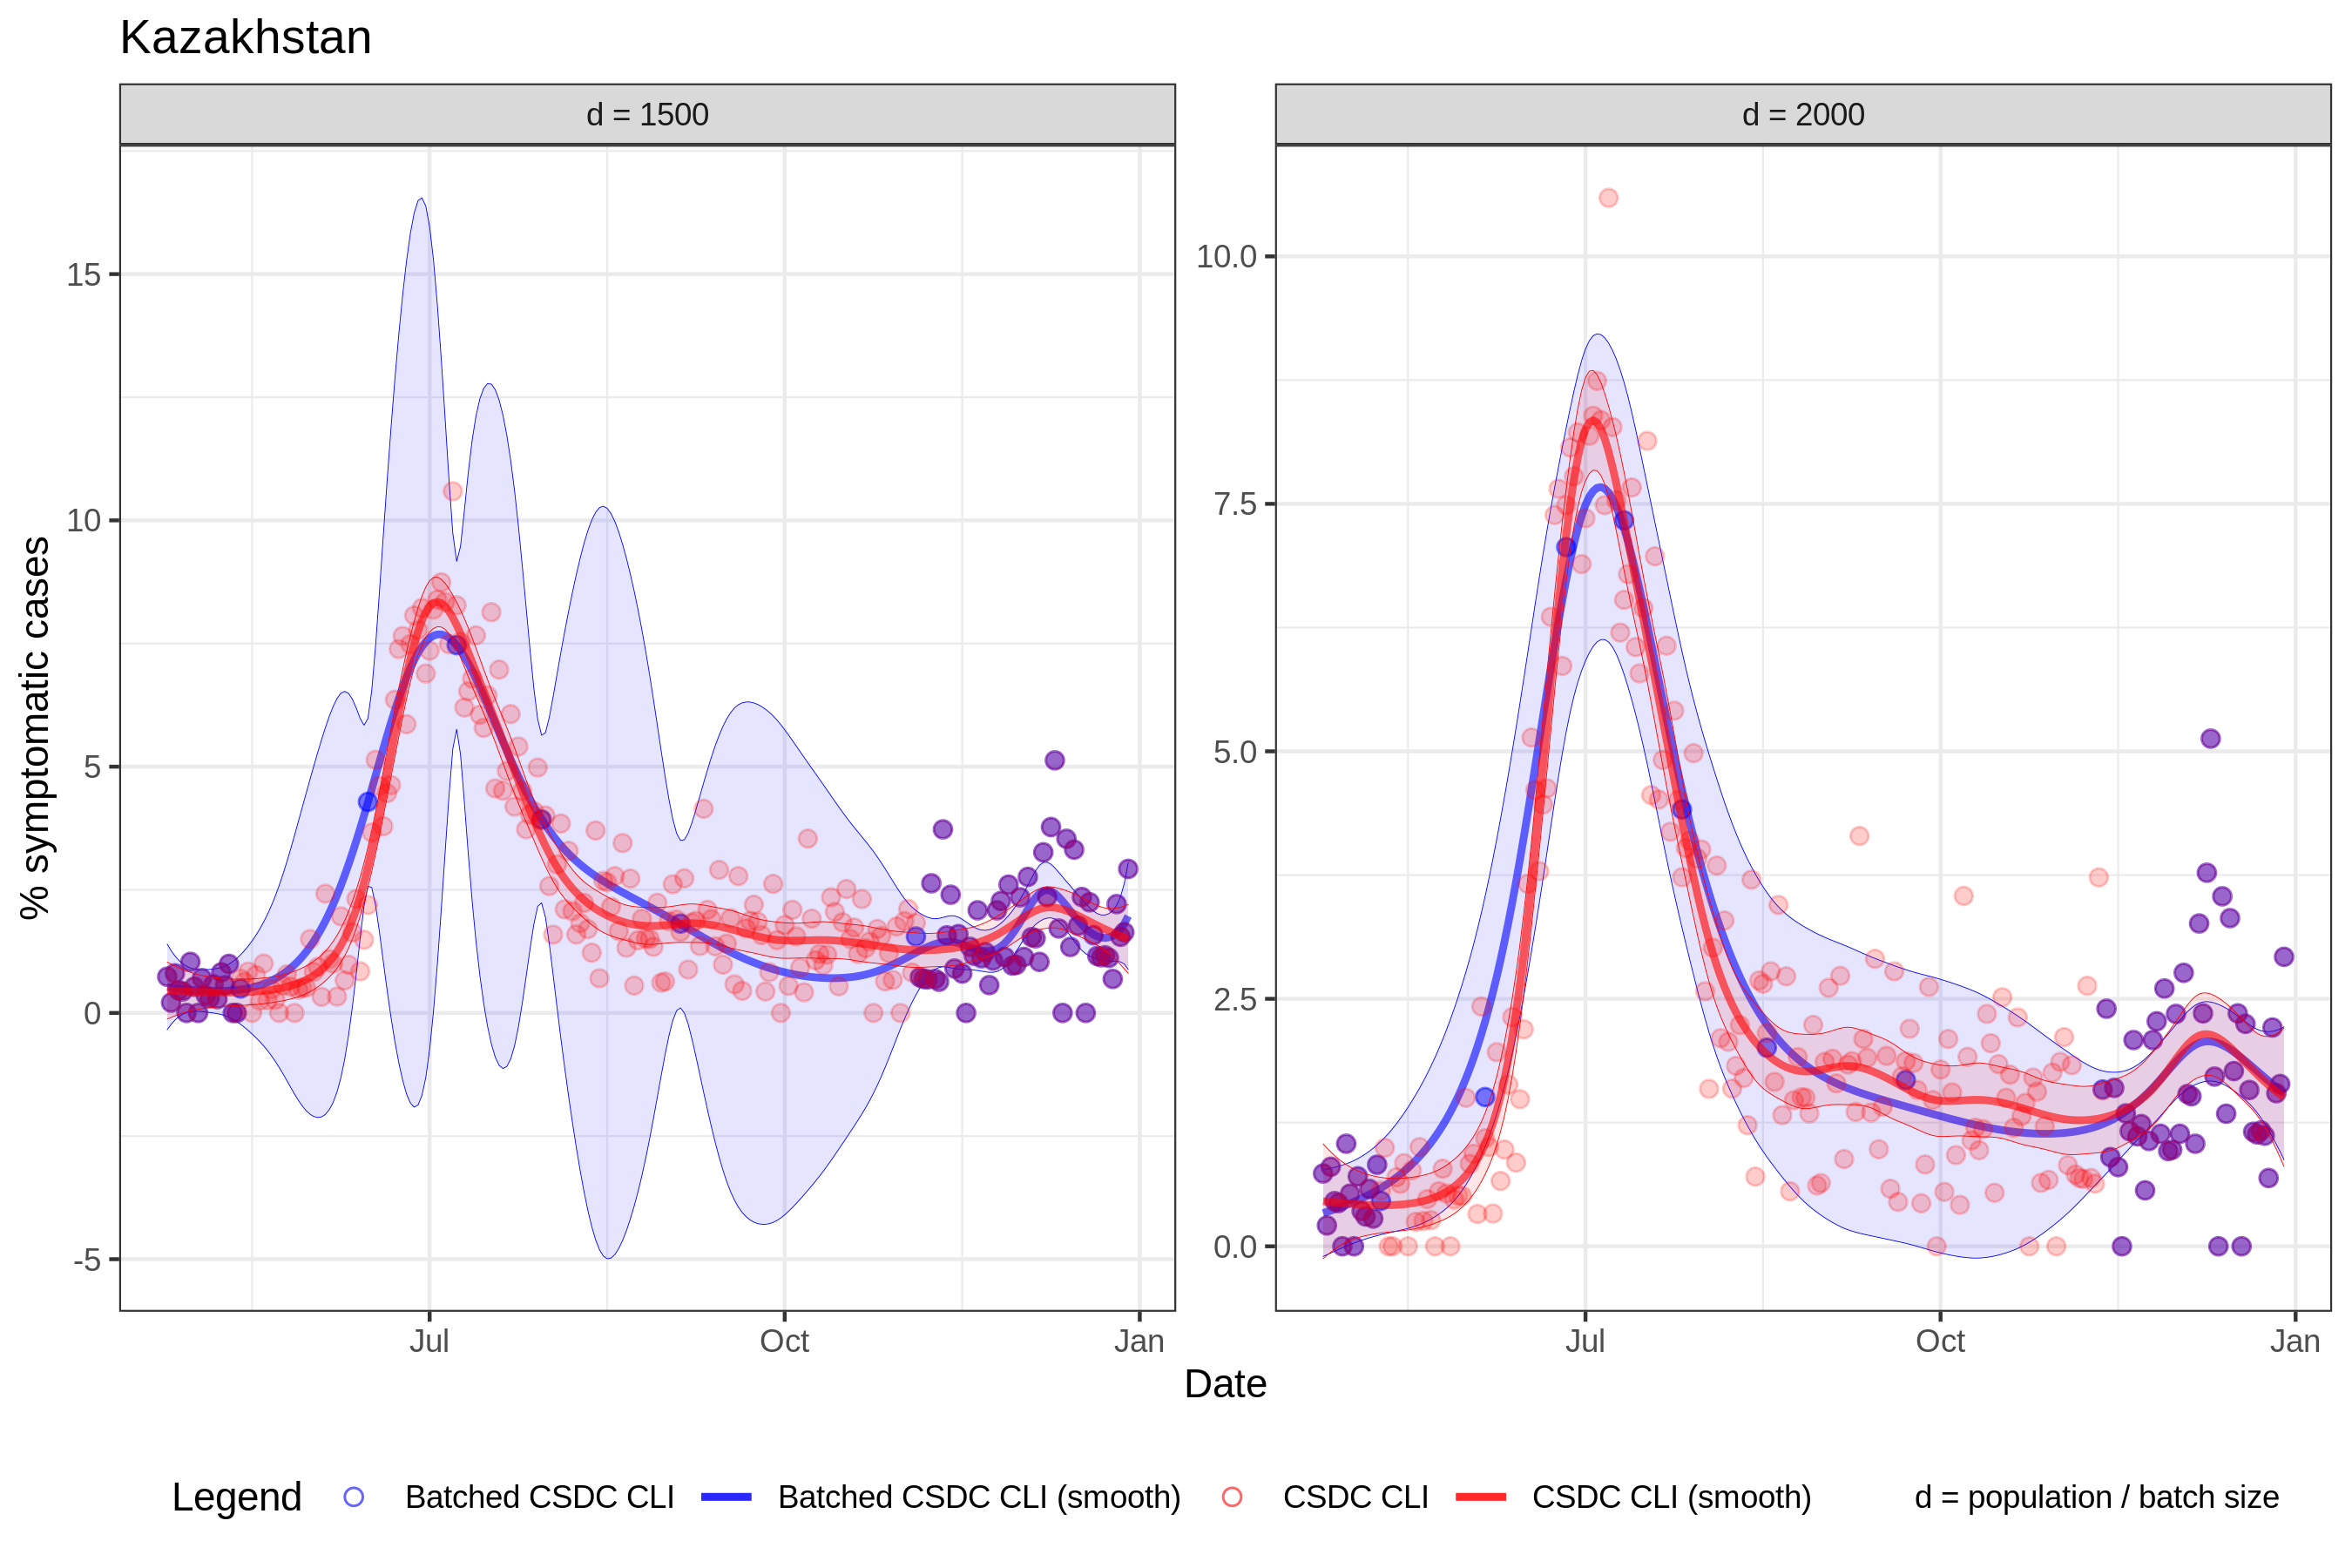 Kazakhstan
d = 1500
d = 2000
% symptomatic cases
15
10
5
0
-5
10.0
7.5
5.0
2.5
0.0
Jul
Oct
Jan
Jul
Oct
Jan
Date
Legend
Batched CSDC CLI
Batched CSDC CLI (smooth)
CSDC CLI
CSDC CLI (smooth)
d = population / batch size